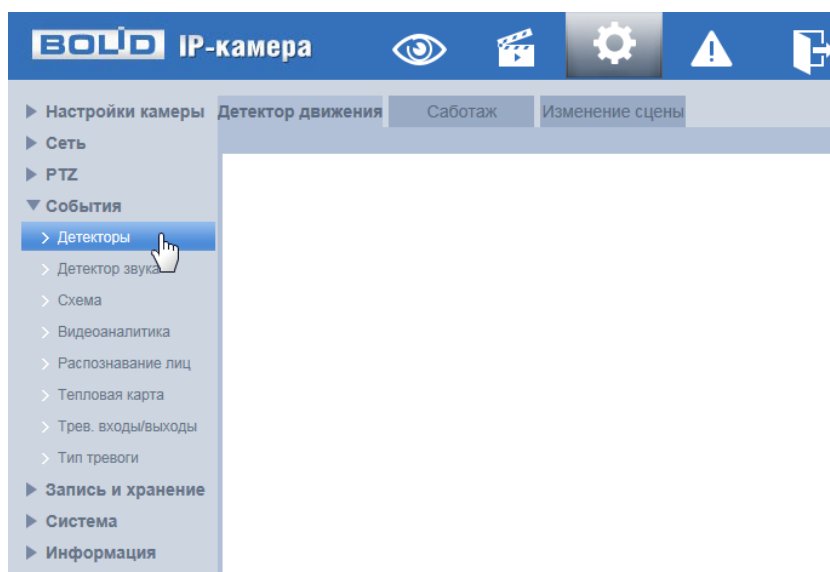 BOLID IP-камера
Настройки камеры
Сеть
PTZ
События
Детекторы
Детектор звука
Схема
Видеоаналитика
Распознавание лиц
Тепловая карта
Трев. входы/выходы
Тип тревоги
Запись и хранение
Система
Информация
Детектор движения
Саботаж
Изменение сцены